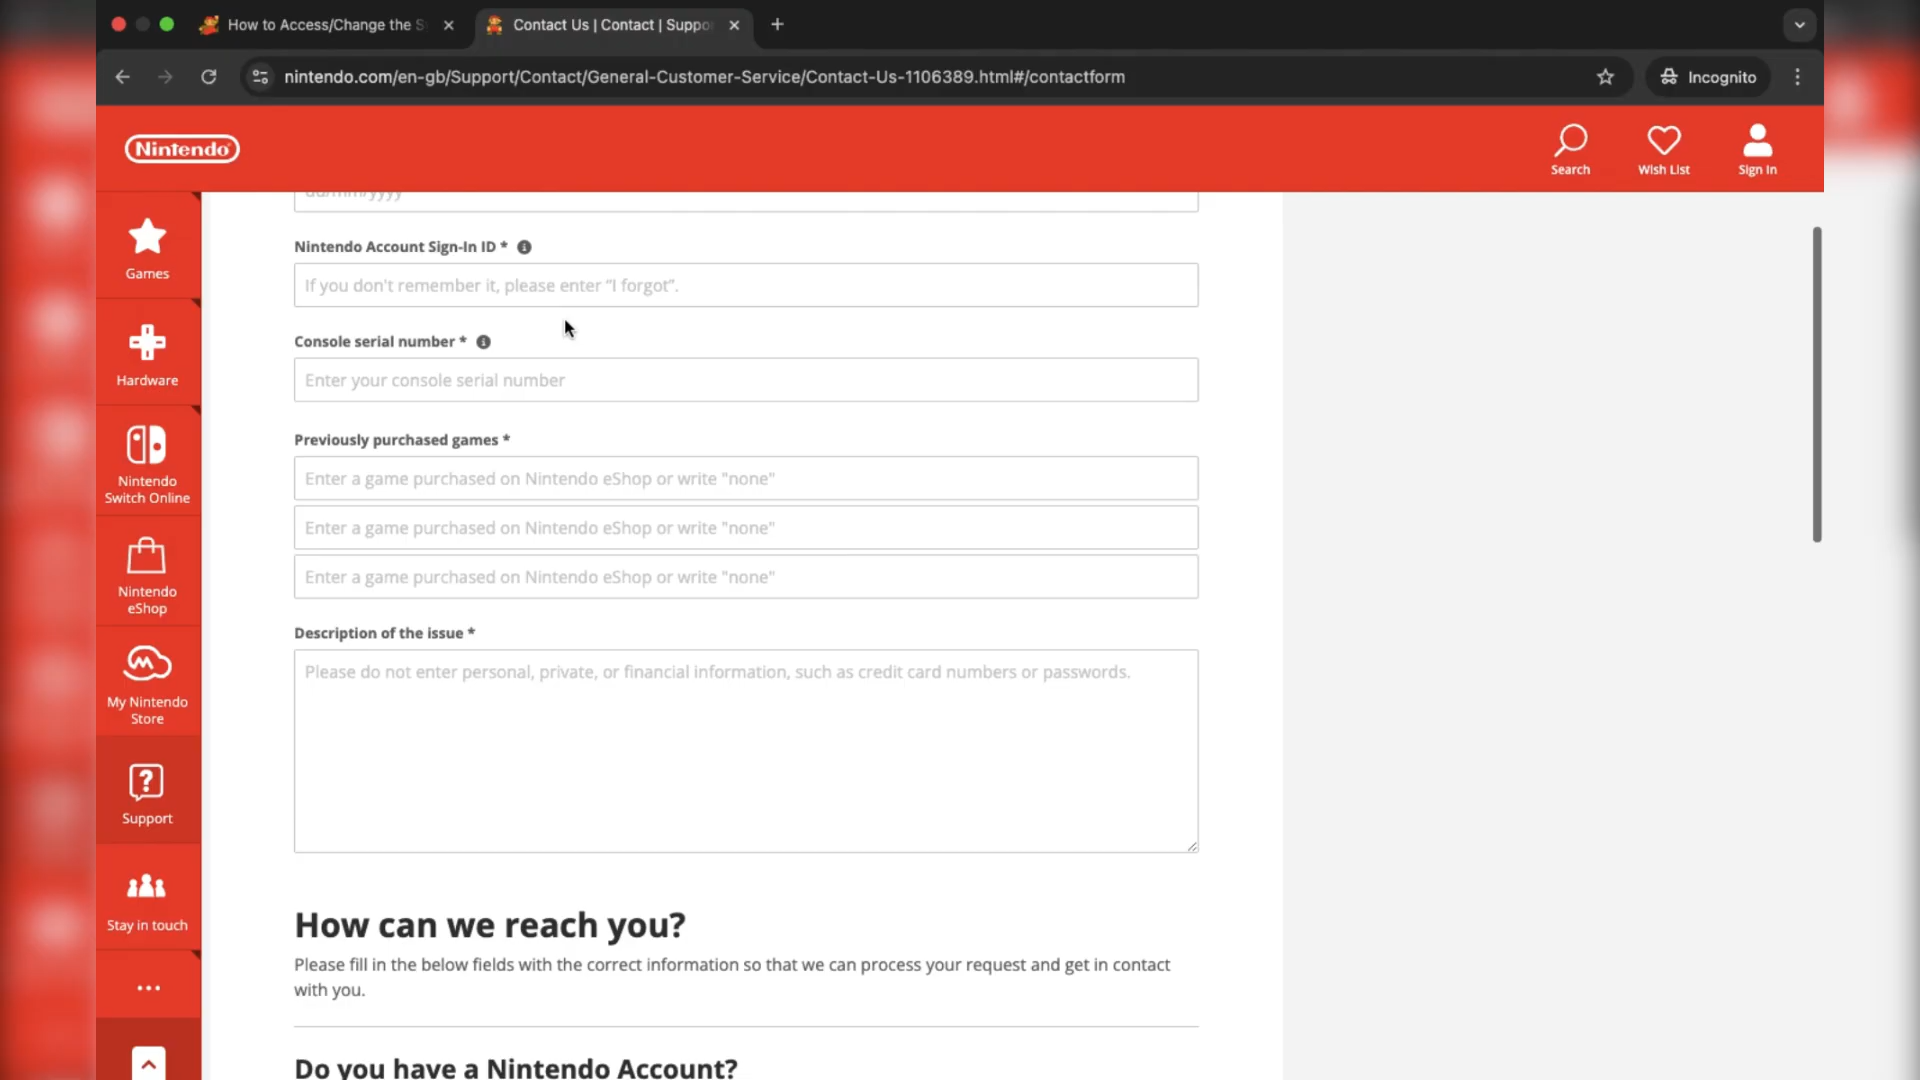 How to Access/Change the S
Contact Us | Contact | Suppo
nintendo.com/en-gb/Support/Contact/General-Customer-Service/Contact-Us-1106389.html#/contactform
Incognito
Nintendo
Search
Wish List
Sign In
Games
Hardware
Nintendo
Switch Online
Nintendo
eShop
My Nintendo
Store
Support
Stay in touch
dd/mm/yyyy
Nintendo Account Sign-In ID *
If you don't remember it, please enter “I forgot”.
Console serial number *
Enter your console serial number
Previously purchased games *
Enter a game purchased on Nintendo eShop or write "none"
Enter a game purchased on Nintendo eShop or write "none"
Enter a game purchased on Nintendo eShop or write "none"
Description of the issue *
Please do not enter personal, private, or financial information, such as credit card numbers or passwords.
How can we reach you?
Please fill in the below fields with the correct information so that we can process your request and get in contact
with you.
Do you have a Nintendo Account?